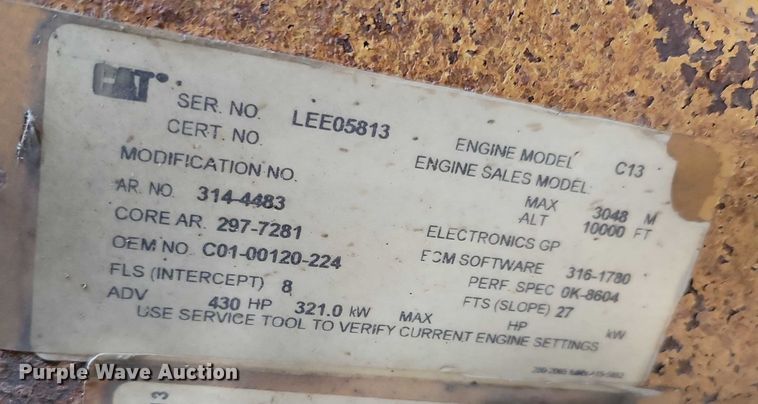 CAT
SER. NO. LEE05813 ENGINE MODEL C13
CERT. NO. ENGINE SALES MODEL
MODIFICATION NO. MAX 3048 M
AR. NO. 314-4483 ALT 10000 FT
CORE AR. 297-7281 ELECTRONICS GP
OEM NO. C01-00120-224 ECM SOFTWARE 316-1780
FLS (INTERCEPT) 8 PERF. SPEC 0K-8604
FTS (SLOPE) 27
ADV 430 HP 321.0 kW MAX HP kW
USE SERVICE TOOL TO VERIFY CURRENT ENGINE SETTINGS
Purple Wave Auction
3